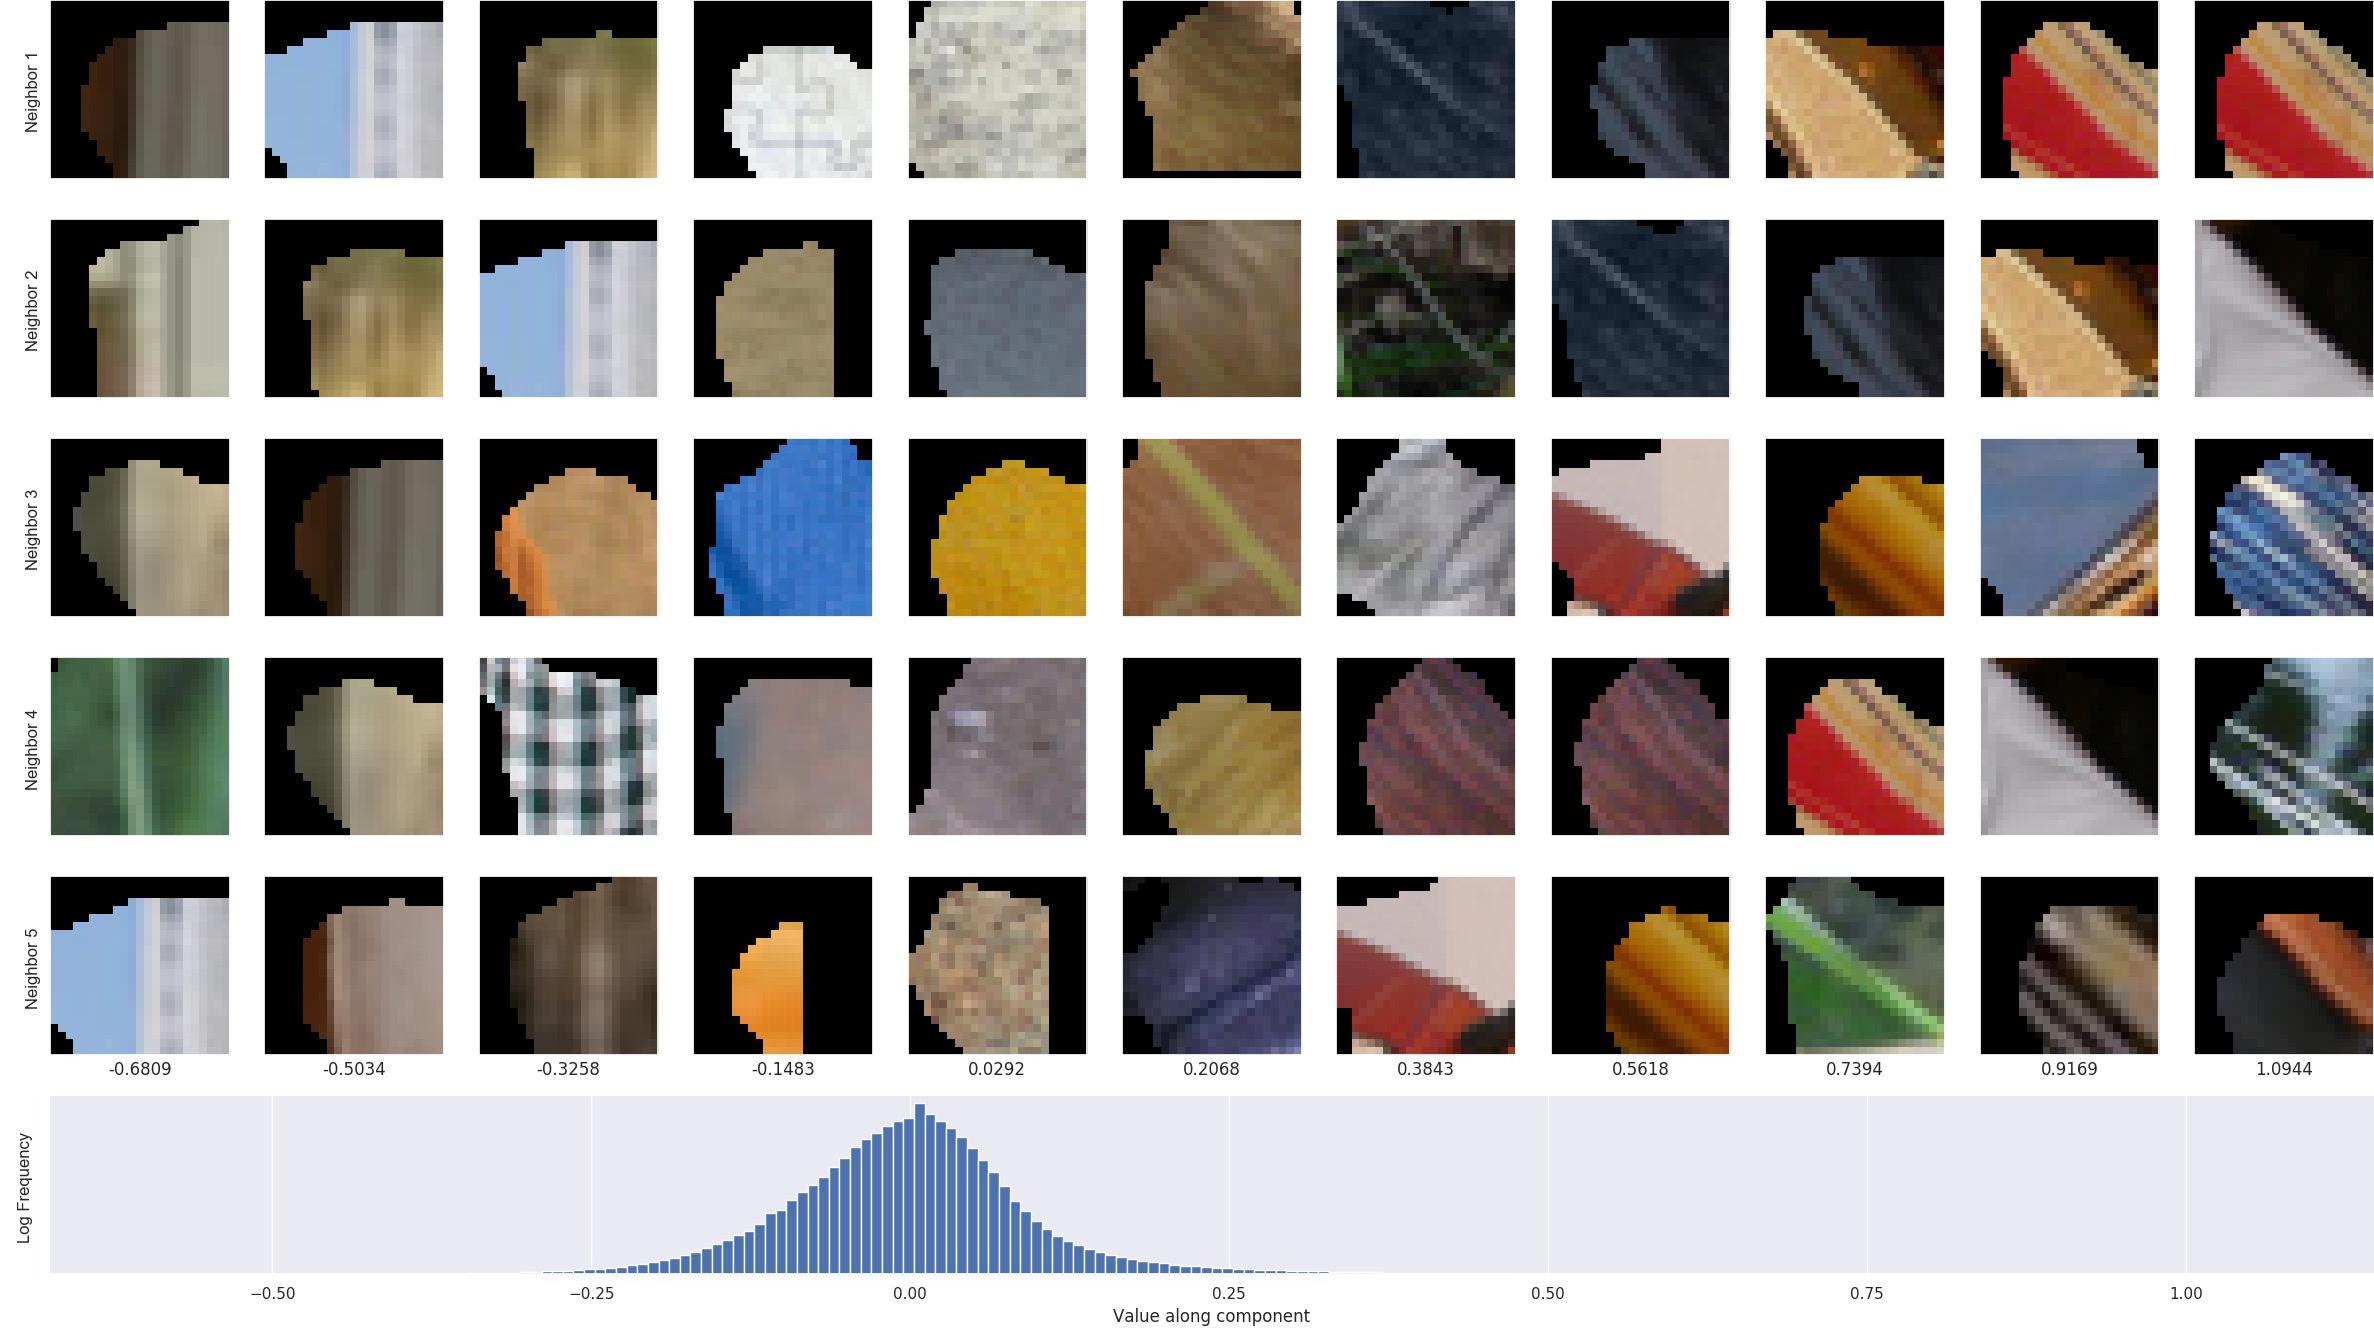 Neighbor 1
Neighbor 2
Neighbor 3
Neighbor 4
Neighbor 5
-0.6809 -0.5034 -0.3258 -0.1483 0.0292 0.2068 0.3843 0.5618 0.7394 0.9169 1.0944
Log Frequency
−0.50 −0.25 0.00 0.25 0.50 0.75 1.00
Value along component